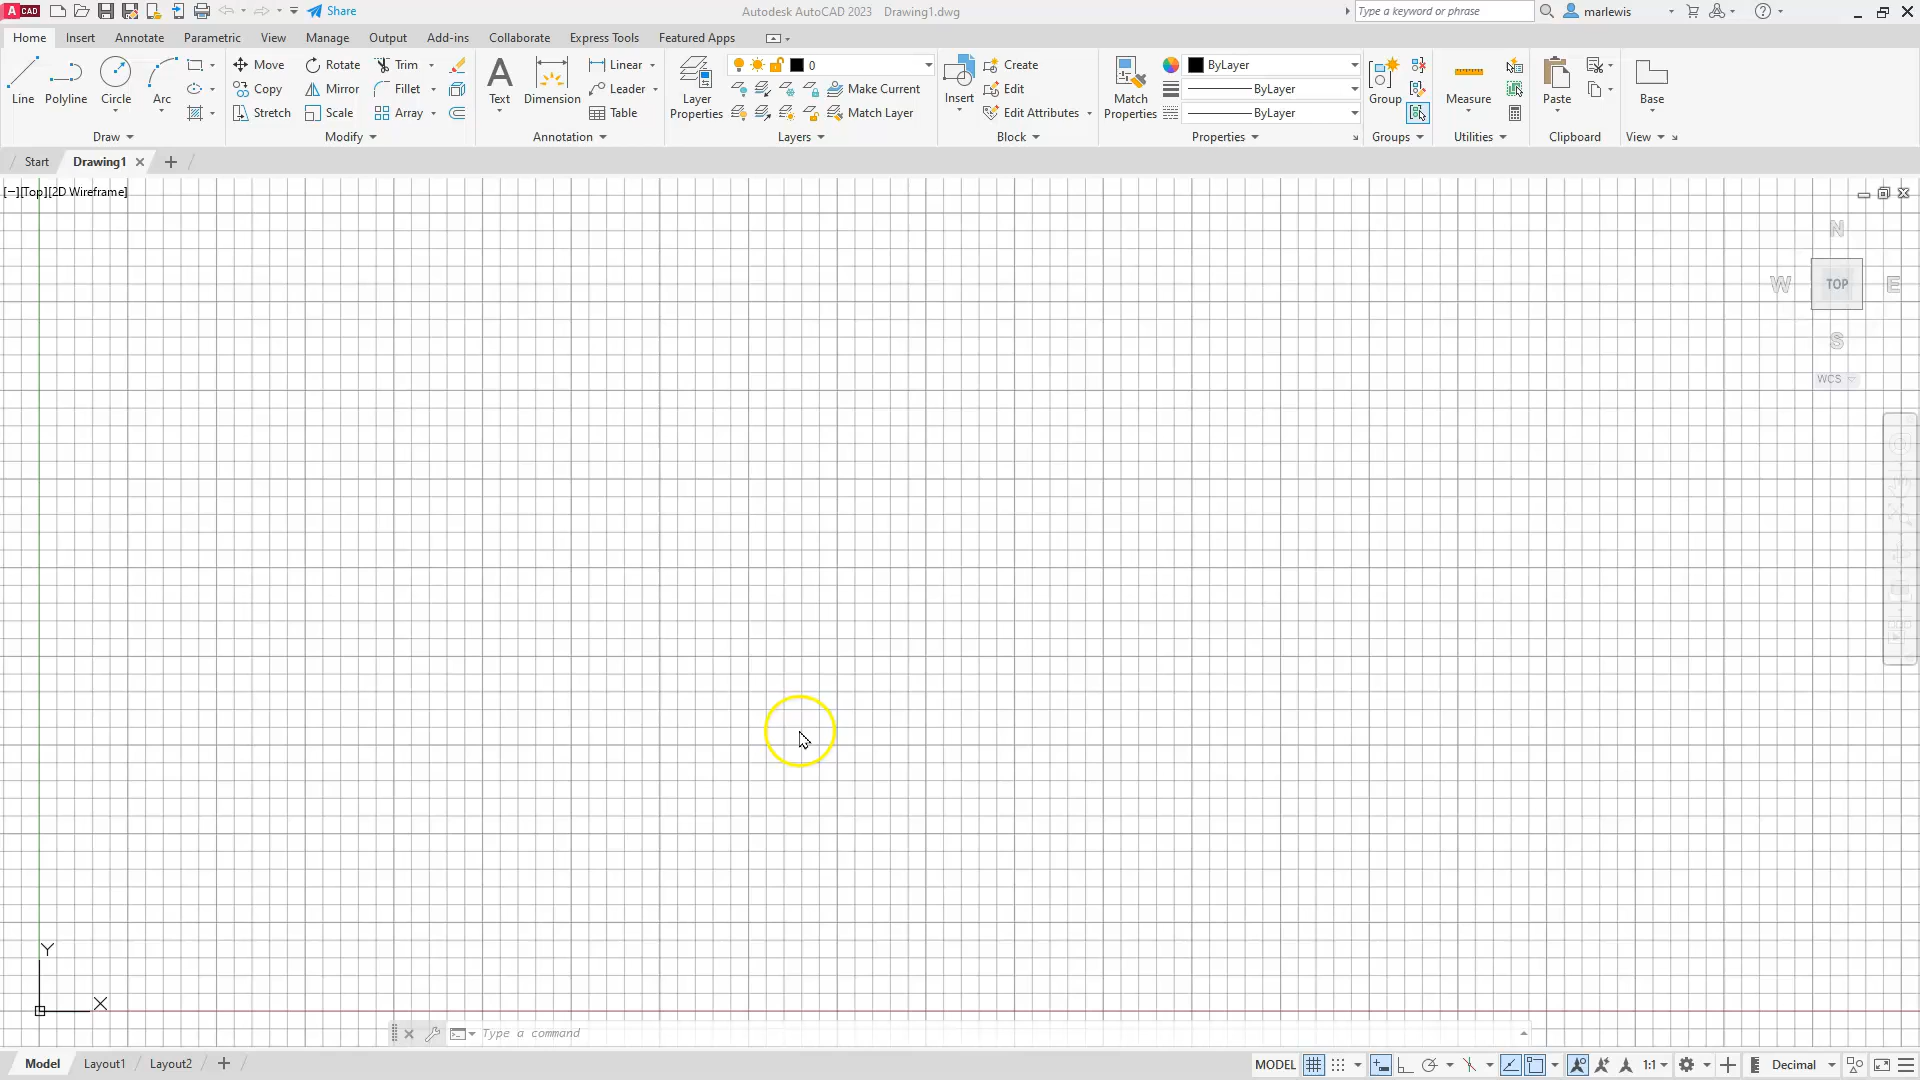 A CAD Share Autodesk AutoCAD 2023 Drawing1.dwg Type a keyword or phrase marlewis
Home Insert Annotate Parametric View Manage Output Add-ins Collaborate Express Tools Featured Apps
Move Rotate Trim Linear 0 Create ByLayer
Line Polyline Circle Arc Copy Mirror Fillet Text Dimension Leader Layer Properties Make Current Insert Edit Match Properties ByLayer Group Measure Paste Base
Stretch Scale Array Table Match Layer Edit Attributes ByLayer
Draw Modify Annotation Layers Block Properties Groups Utilities Clipboard View
Start Drawing1
[−][Top][2D Wireframe]
N
W TOP E
S
WCS
Y
X
Type a command
Model Layout1 Layout2 MODEL 1:1 Decimal